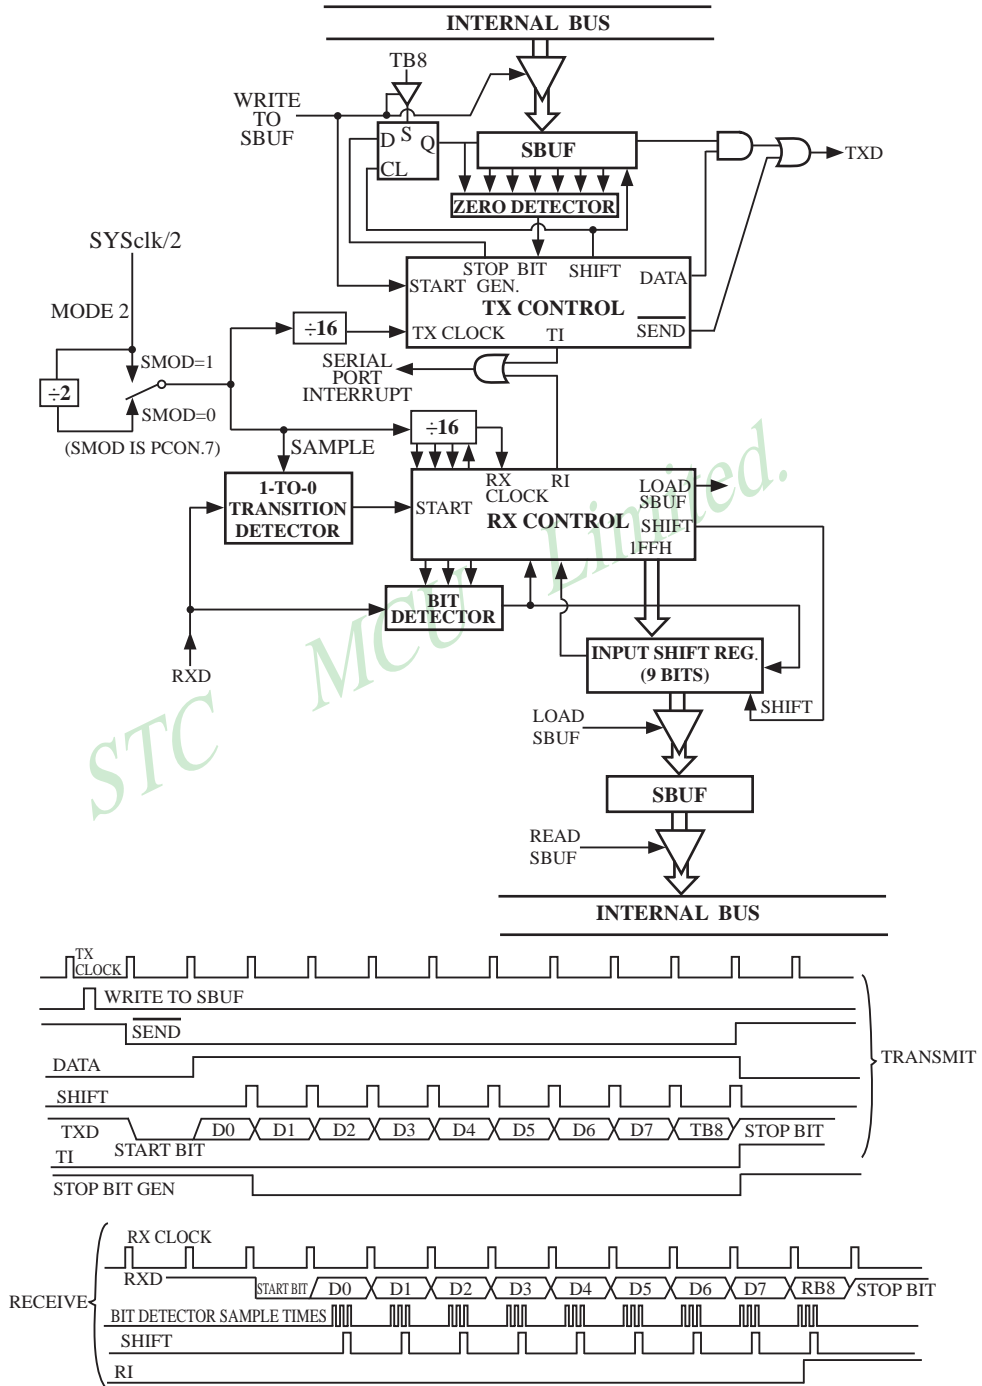 INTERNAL BUS
TB8
WRITE
TO
SBUF
D S Q
CL
SBUF
TXD
ZERO DETECTOR
SYSclk/2
MODE 2
STOP BIT
GEN.
SHIFT
START
DATA
TX CONTROL
÷16
TX CLOCK
TI
SEND
SMOD=1
÷2
SMOD=0
(SMOD IS PCON.7)
SERIAL
PORT
INTERRUPT
SAMPLE
÷16
1-TO-0
TRANSITION
DETECTOR
START
RX
CLOCK
RI
LOAD
SBUF
RX CONTROL
SHIFT
1FFH
BIT
DETECTOR
RXD
INPUT SHIFT REG.
(9 BITS)
SHIFT
LOAD
SBUF
SBUF
READ
SBUF
INTERNAL BUS
STC MCU Limited.
TX
CLOCK
WRITE TO SBUF
SEND
DATA
TRANSMIT
SHIFT
TXD
START BIT
D0 D1 D2 D3 D4 D5 D6 D7 TB8 STOP BIT
TI
STOP BIT GEN
RX CLOCK
RXD
START BIT D0 D1 D2 D3 D4 D5 D6 D7 RB8 STOP BIT
RECEIVE
BIT DETECTOR SAMPLE TIMES
SHIFT
RI